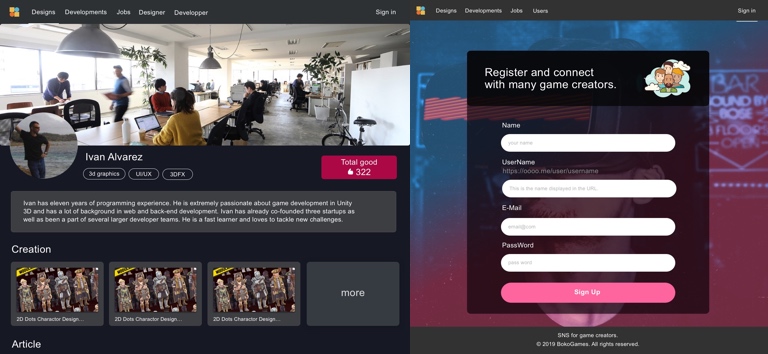 Designs Developments Jobs Designer Developper Sign in
Ivan Alvarez
3d graphics UI/UX 3DFX
Total good
322
Ivan has eleven years of programming experience. He is extremely passionate about game development in Unity
3D and has a lot of background in web and back-end development. Ivan has already co-founded three startups as
well as been a part of several larger developer teams. He is a fast learner and loves to tackle new challenges.
Creation
2D Dots Charactor Design...
2D Dots Charactor Design...
2D Dots Charactor Design...
more
Article
Designs Developments Jobs Users Sign in
Register and connect
with many game creators.
Name
your name
UserName
https://oooo.me/user/username
This is the name displayed in the URL.
E-Mail
email@com
PassWord
pass word
Sign Up
BAR
OUND BY
BOSE
FLOORS
OPEN
SNS for game creators.
© 2019 BokoGames. All rights reserved.